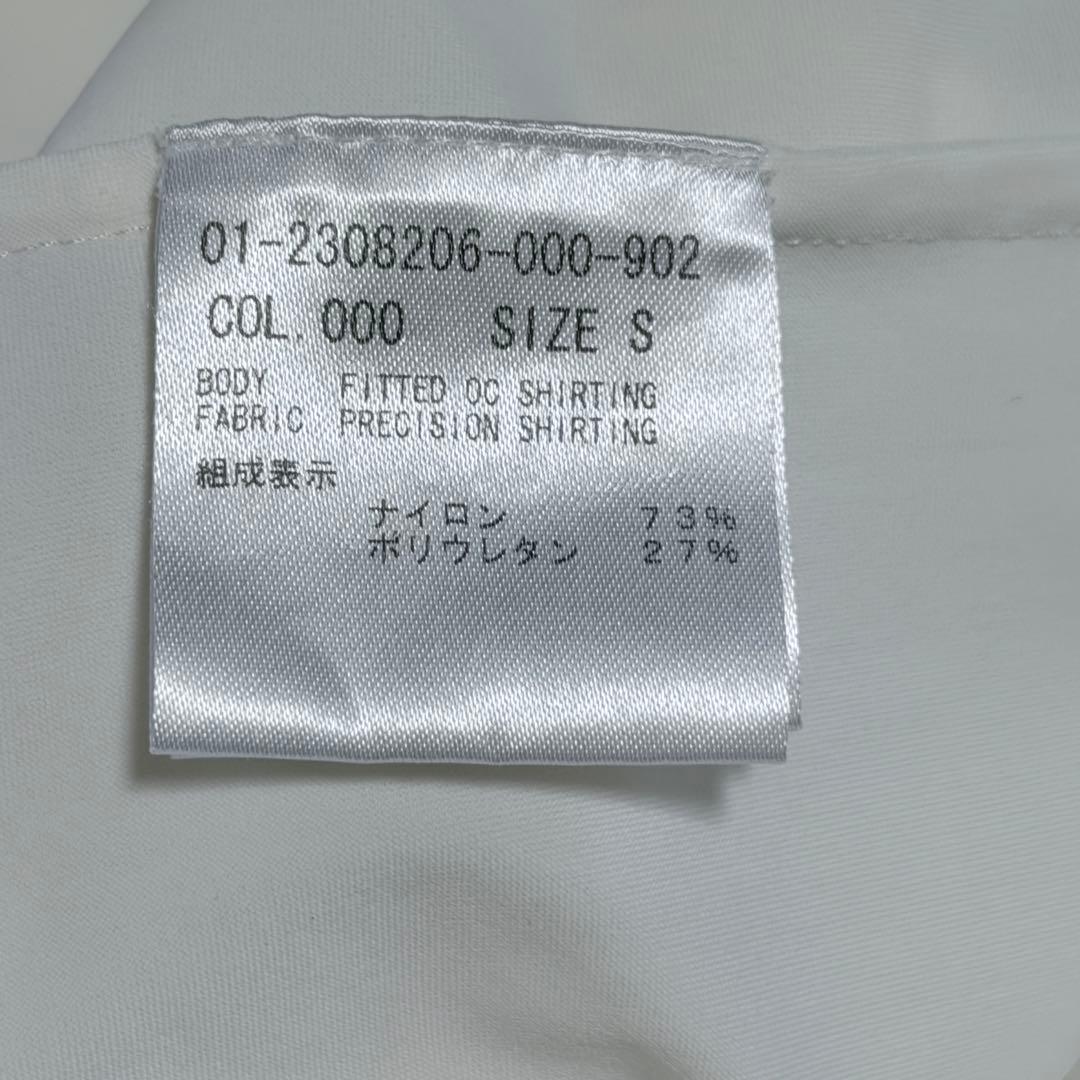 01-2308206-000-902
COL. 000 SIZE S
BODY FITTED OC SHIRTING
FABRIC PRECISION SHIRTING
組成表示
ナイロン 73%
ポリウレタン 27%